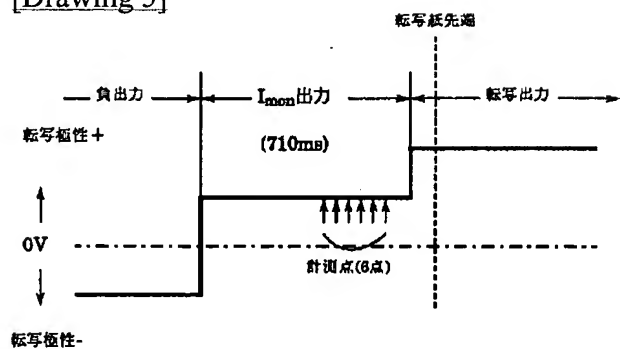 [Drawing 5]
転写紙先端
負出力
Imon出力
転写出力
転写極性+
(710ms)
0V
計測点(6点)
転写極性-